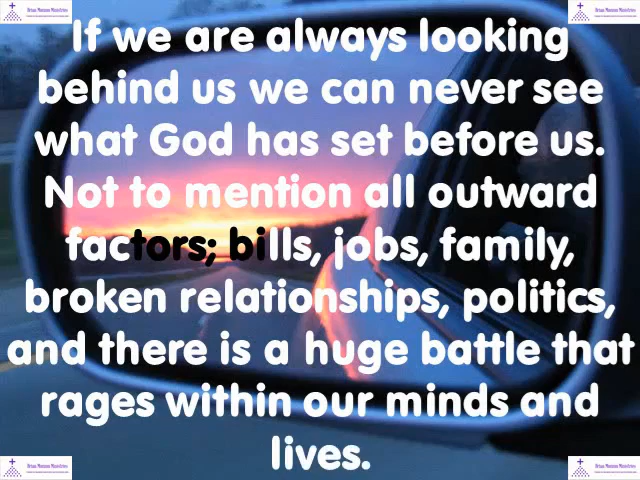 If we are always looking
behind us we can never see
what God has set before us.
Not to mention all outward
factors; bills, jobs, family,
broken relationships, politics,
and there is a huge battle that
rages within our minds and
lives.